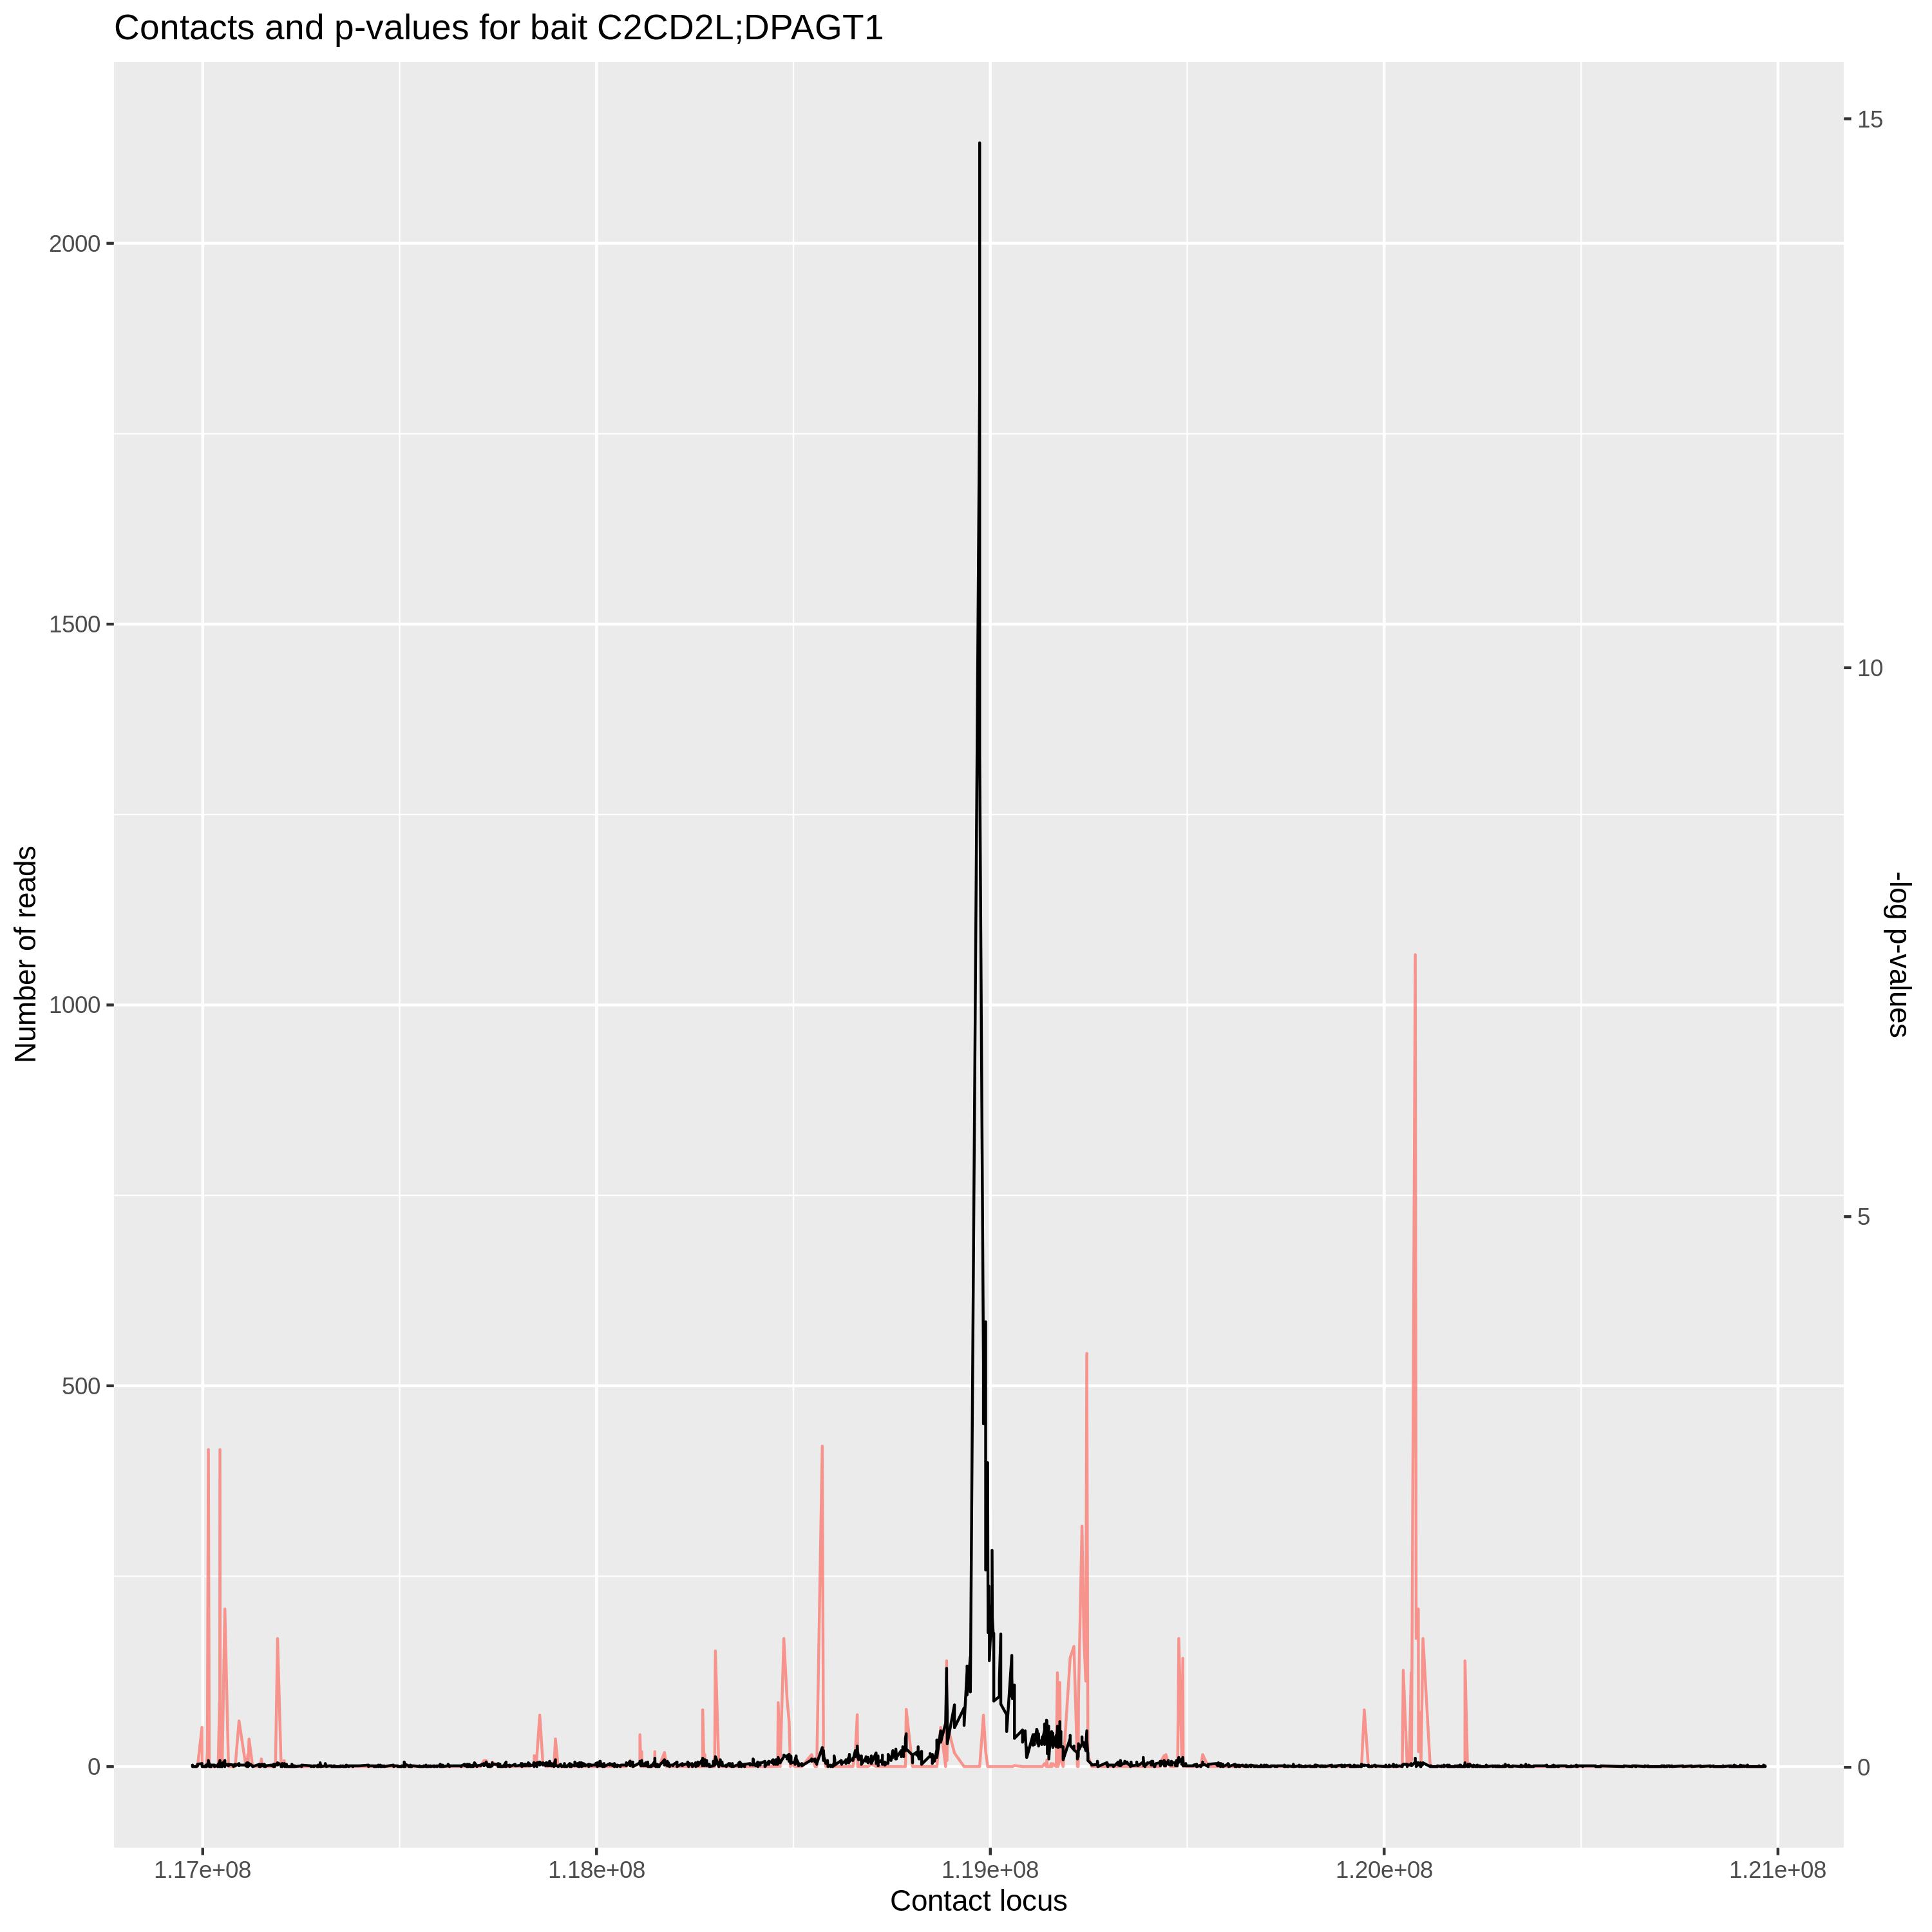 Contacts and p-values for bait C2CD2L;DPAGT1
2000
1500
1000
500
0
Number of reads
15
10
5
0
-log p-values
1.17e+08
1.18e+08
1.19e+08
1.20e+08
1.21e+08
Contact locus